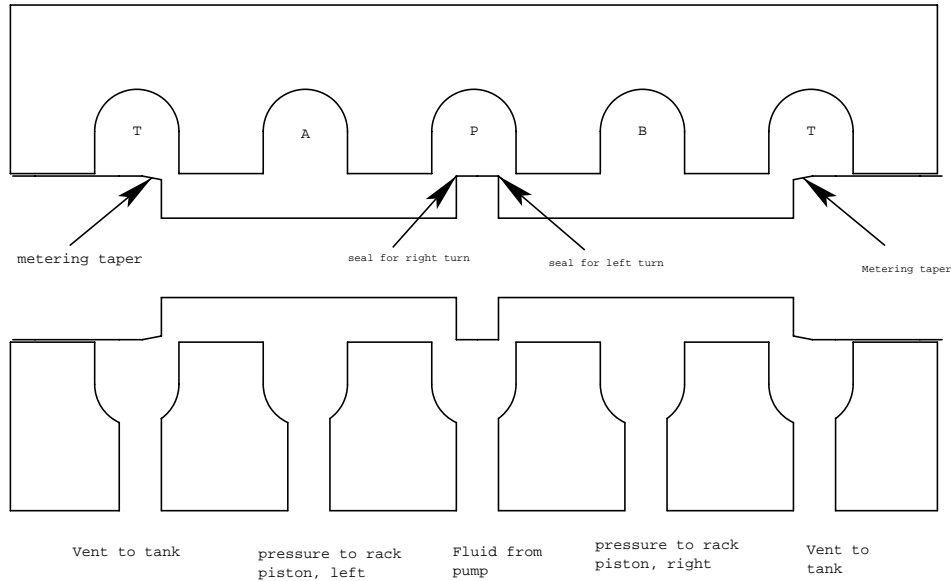 T
A
P
B
T
metering taper
seal for right turn
seal for left turn
Metering taper
Vent to tank
pressure to rack
piston, left
Fluid from
pump
pressure to rack
piston, right
Vent to
tank